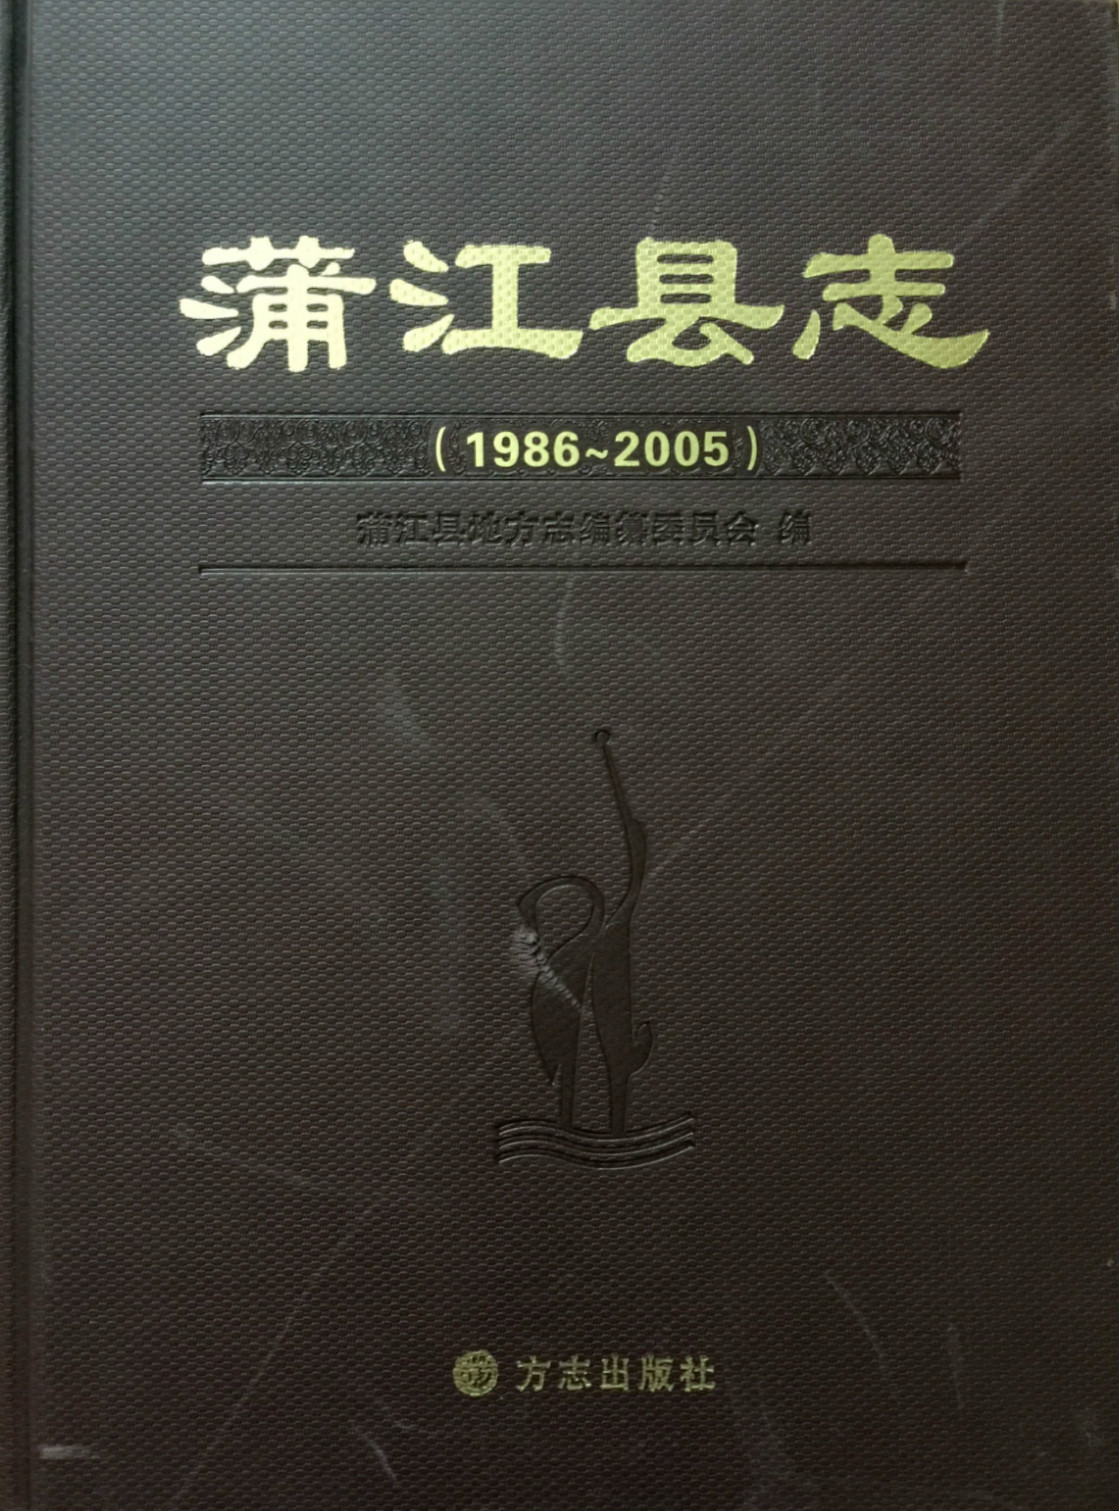 蒲江县志
（1986~2005）
蒲江县地方志编纂委员会 编
方志出版社